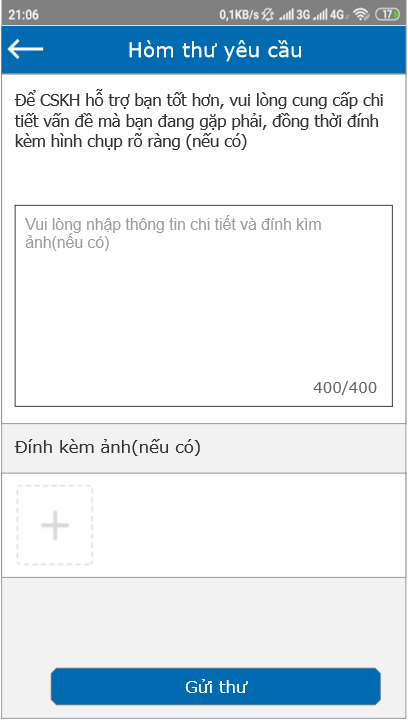 21:06 0,1KB/s 3G 4G 17
Hòm thư yêu cầu
Để CSKH hỗ trợ bạn tốt hơn, vui lòng cung cấp chi
tiết vấn đề mà bạn đang gặp phải, đồng thời đính
kèm hình chụp rõ ràng (nếu có)
Vui lòng nhập thông tin chi tiết và đính kìm
ảnh(nếu có)
400/400
Đính kèm ảnh(nếu có)
Gửi thư